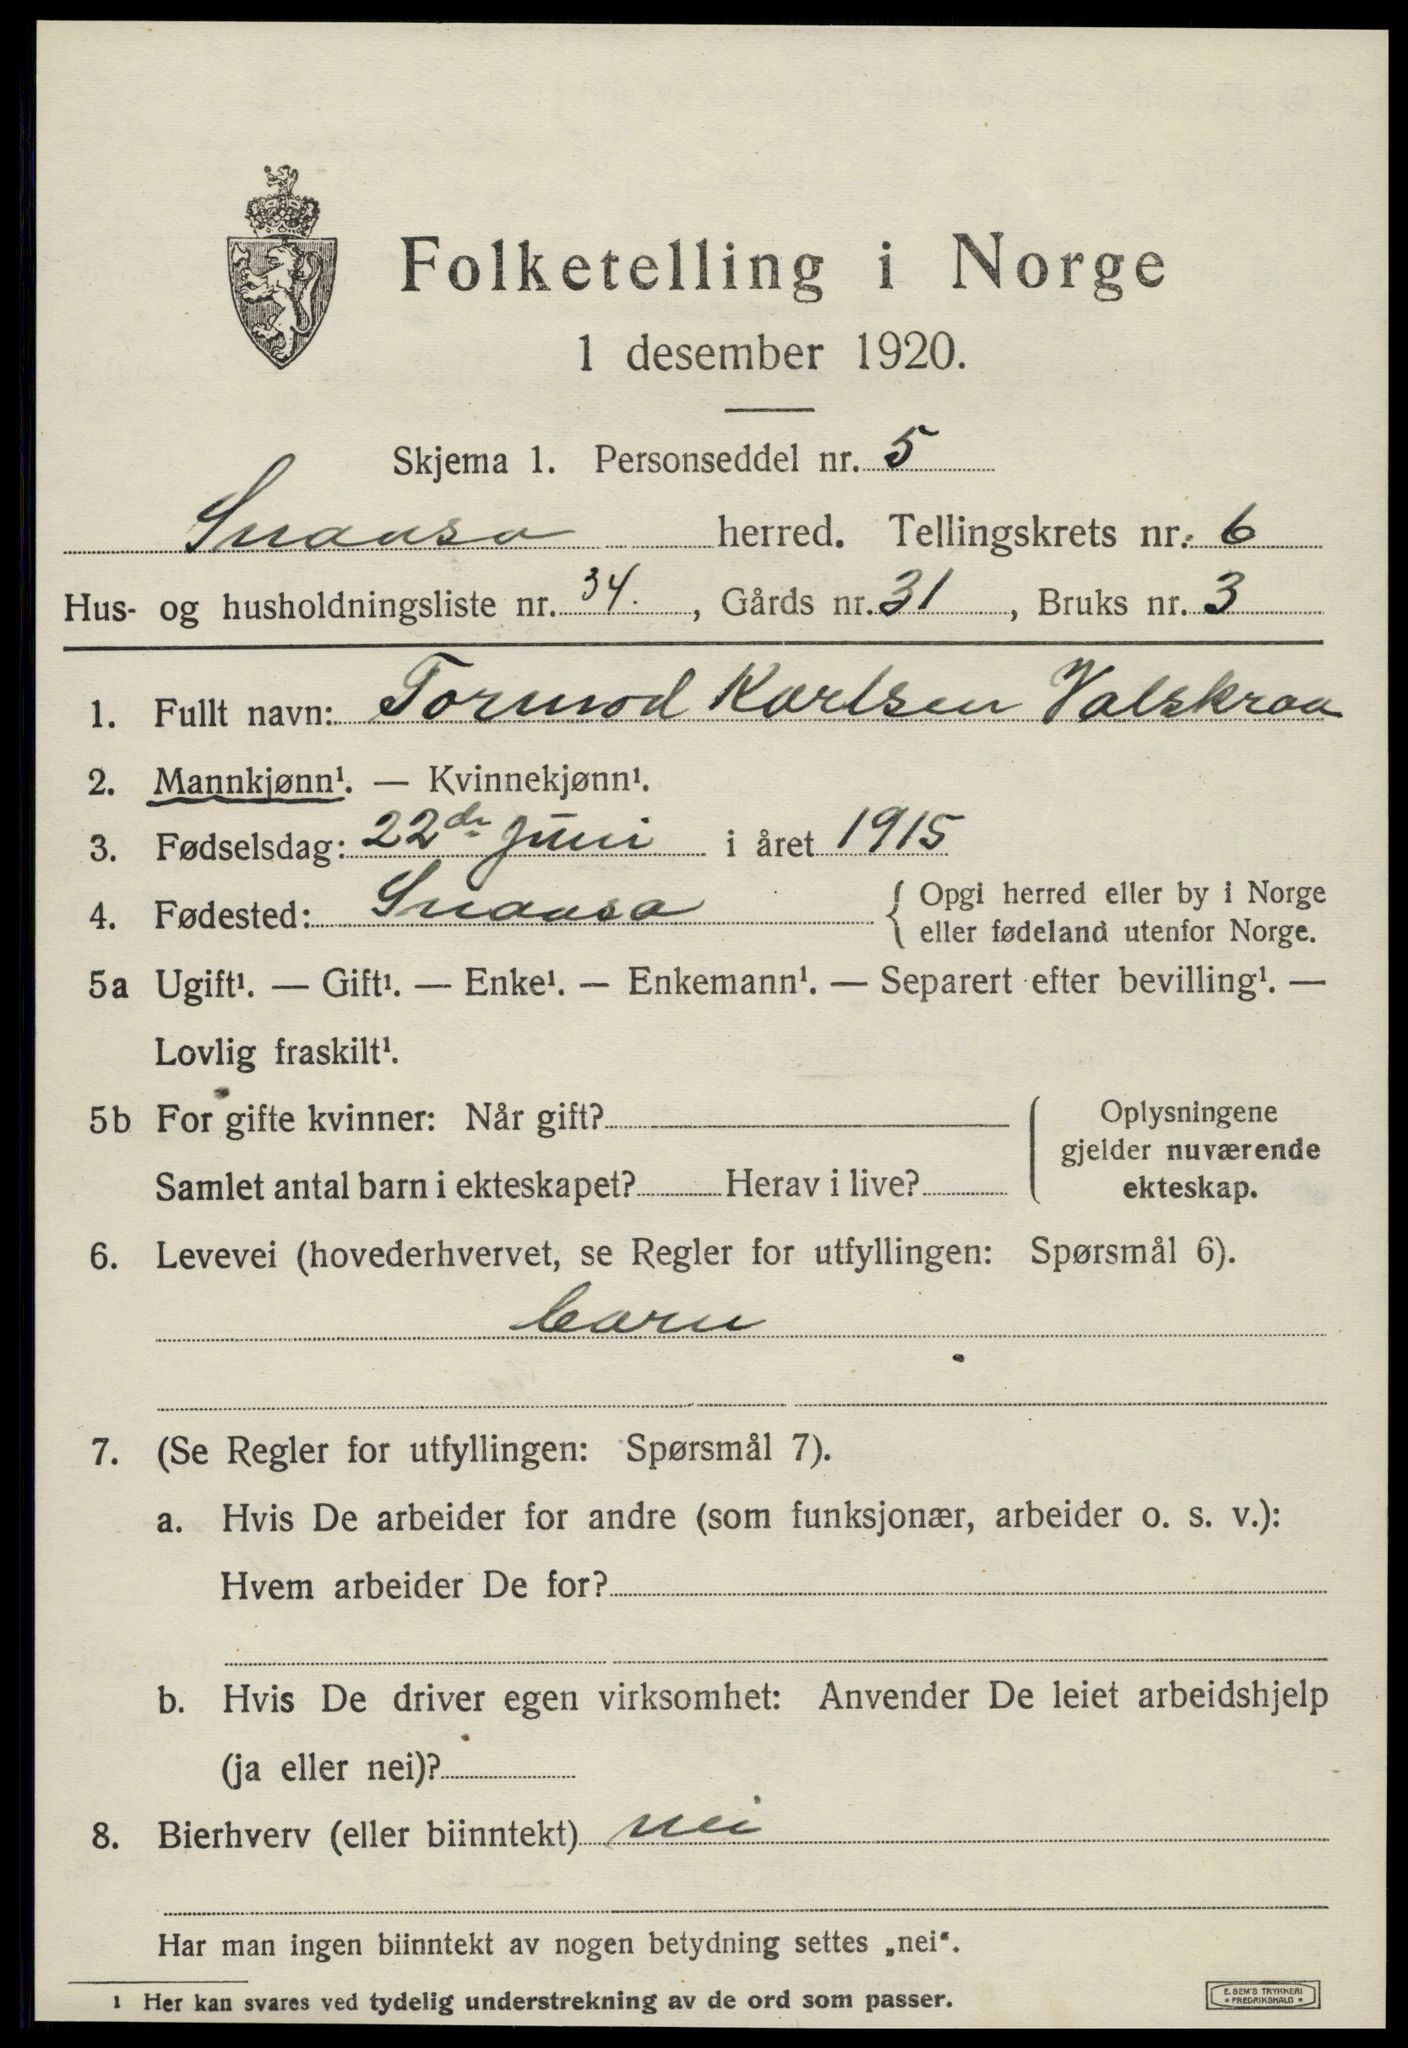 Folketelling i Norge
1 desember 1920.
Skjema 1. Personseddel nr. 5
Snaasa herred. Tellingskrets nr. 6
Hus- og husholdningsliste nr. 34., Gårds nr. 31, Bruks nr. 3
1. Fullt navn: Tormod Karlsen Valskraa
2. Mannkjønn¹. — Kvinnekjønn¹.
3. Fødselsdag: 22de juni i året 1915
4. Fødested: Snaasa { Opgi herred eller by i Norge
eller fødeland utenfor Norge.
5a Ugift¹. — Gift¹. — Enke¹. — Enkemann¹. — Separert efter bevilling¹. —
Lovlig fraskilt¹.
5b For gifte kvinner: Når gift?
Samlet antal barn i ekteskapet? Herav i live?
Oplysningene
gjelder nuværende
ekteskap.
6. Levevei (hovederhvervet, se Regler for utfyllingen: Spørsmål 6).
barn
7. (Se Regler for utfyllingen: Spørsmål 7).
a. Hvis De arbeider for andre (som funksjonær, arbeider o. s. v.):
Hvem arbeider De for?
b. Hvis De driver egen virksomhet: Anvender De leiet arbeidshjelp
(ja eller nei)?
8. Bierhverv (eller biinntekt) nei
Har man ingen biinntekt av nogen betydning settes „nei“.
1 Her kan svares ved tydelig understrekning av de ord som passer.
E. SEM'S TRYKKERI
* FREDRIKSHALD *